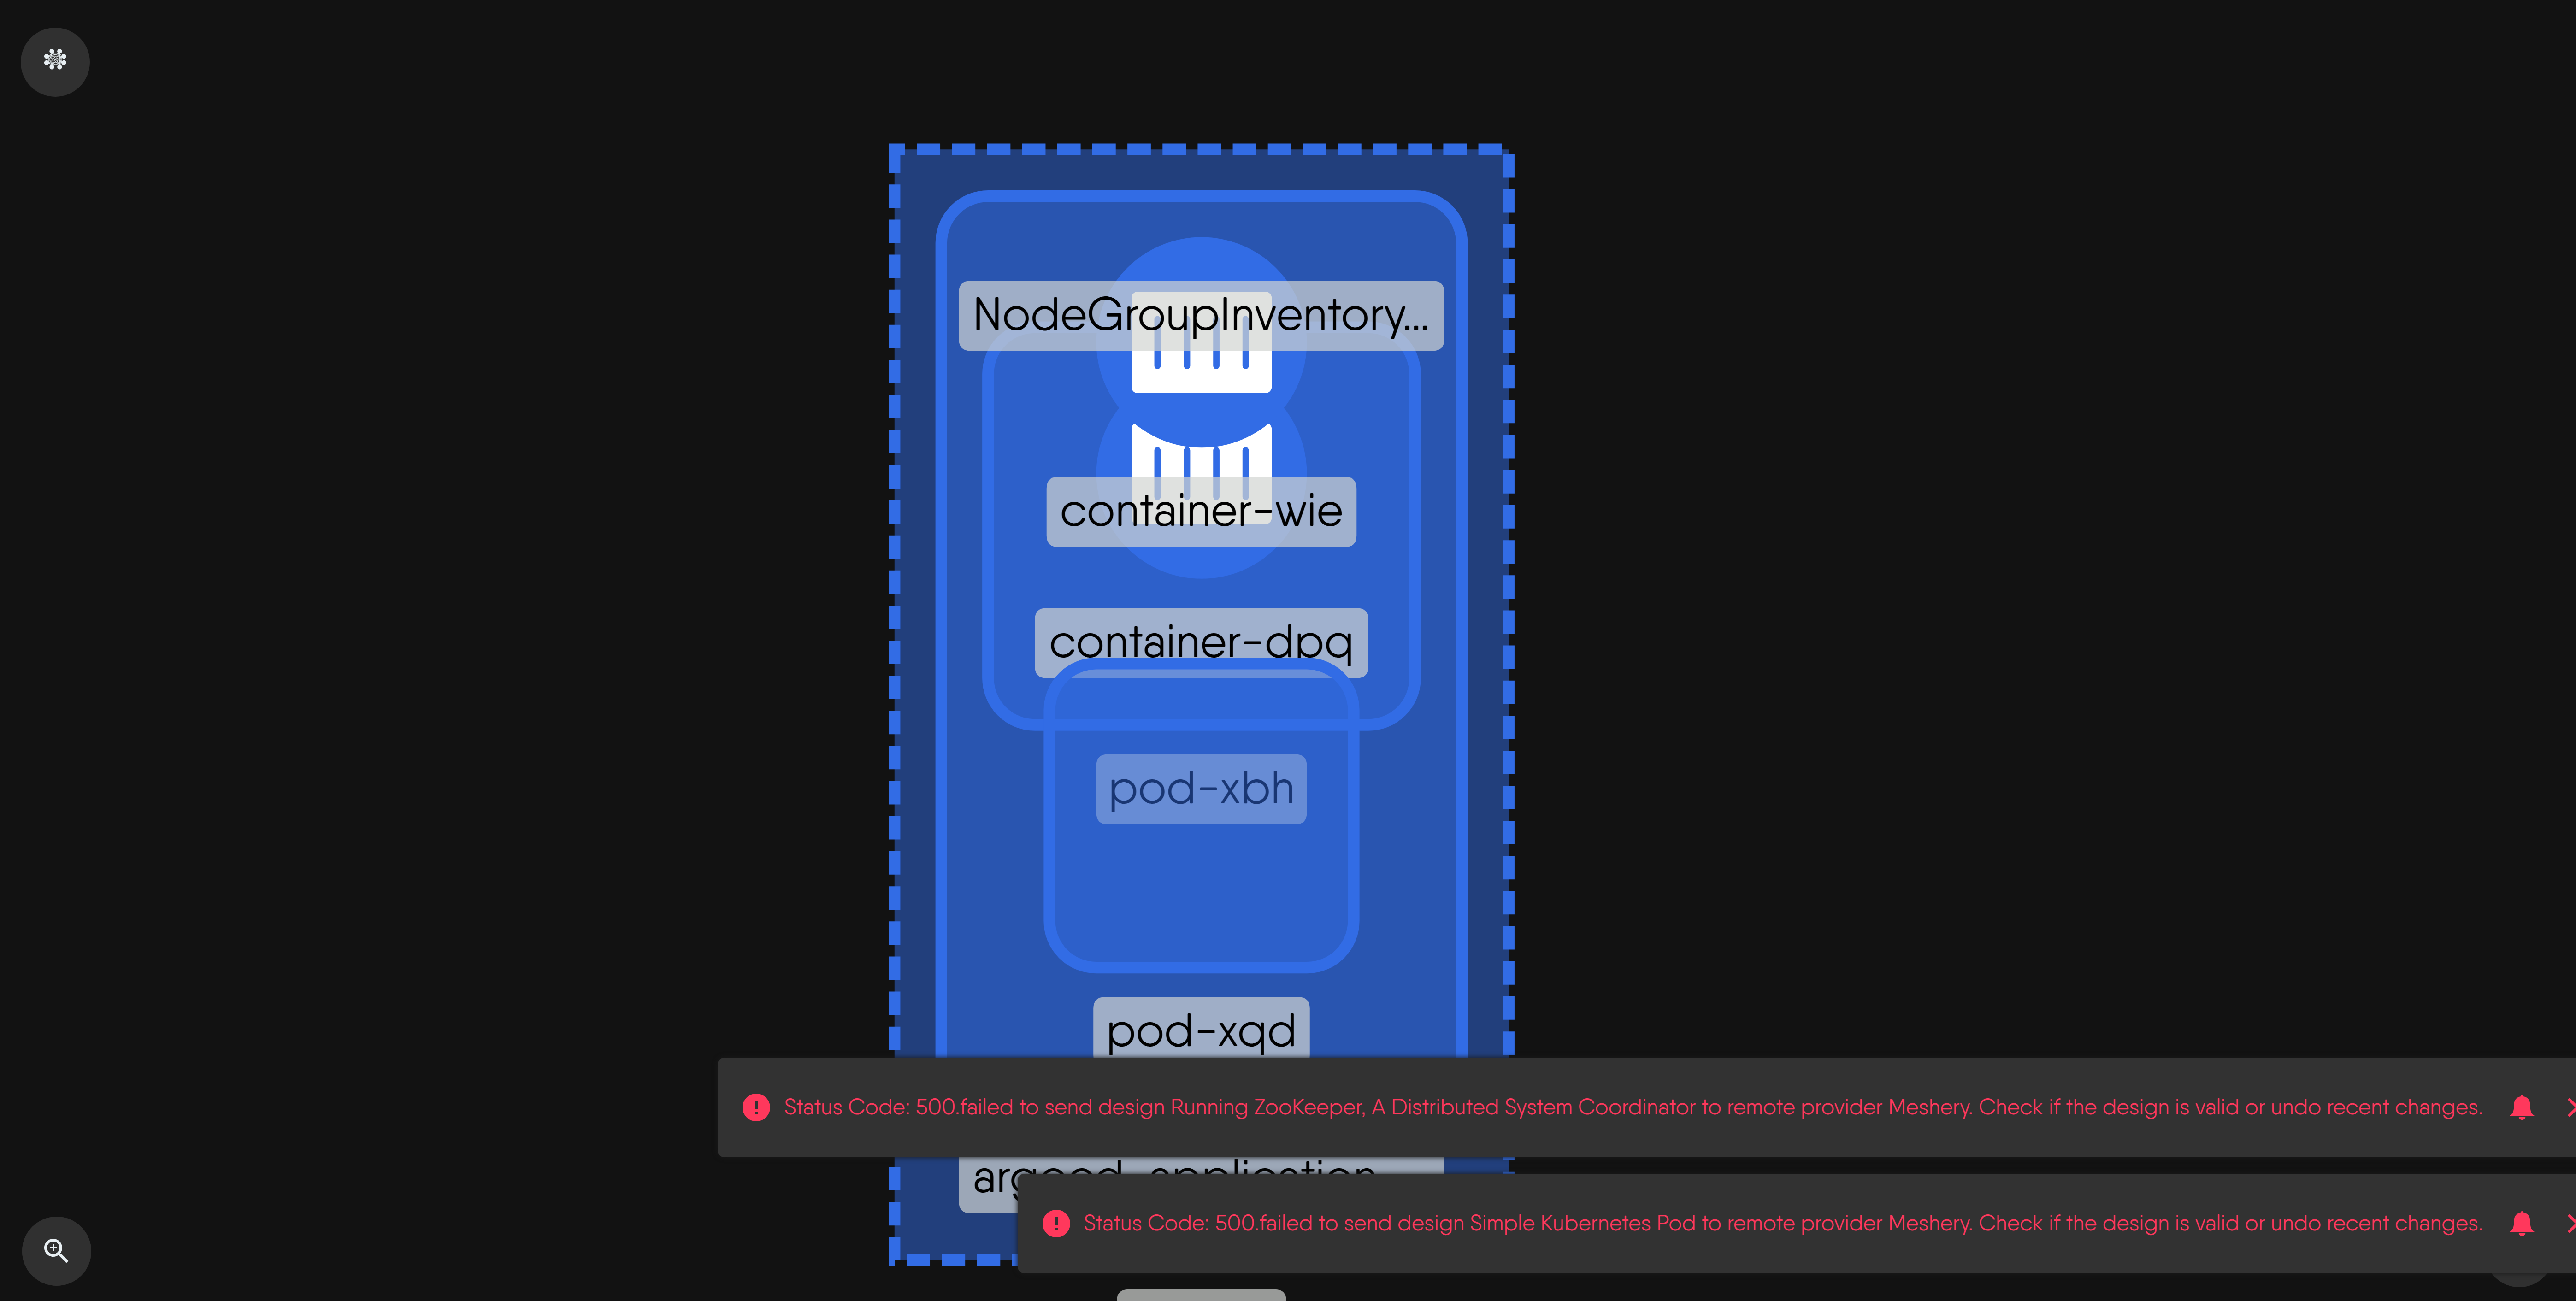 NodeGroupInventory...
container-wie
container-dpq
pod-xbh
pod-xqd
Status Code: 500.failed to send design Running ZooKeeper, A Distributed System Coordinator to remote provider Meshery. Check if the design is valid or undo recent changes.
argocd-application...
Status Code: 500.failed to send design Simple Kubernetes Pod to remote provider Meshery. Check if the design is valid or undo recent changes.